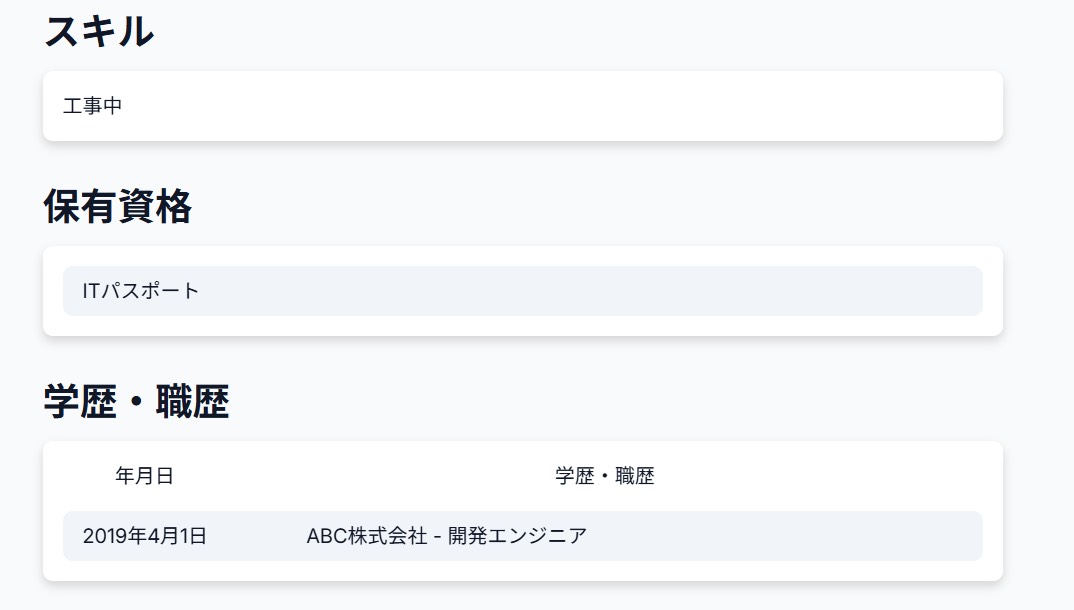 スキル
工事中
保有資格
ITパスポート
学歴・職歴
年月日 学歴・職歴
2019年4月1日 ABC株式会社 - 開発エンジニア